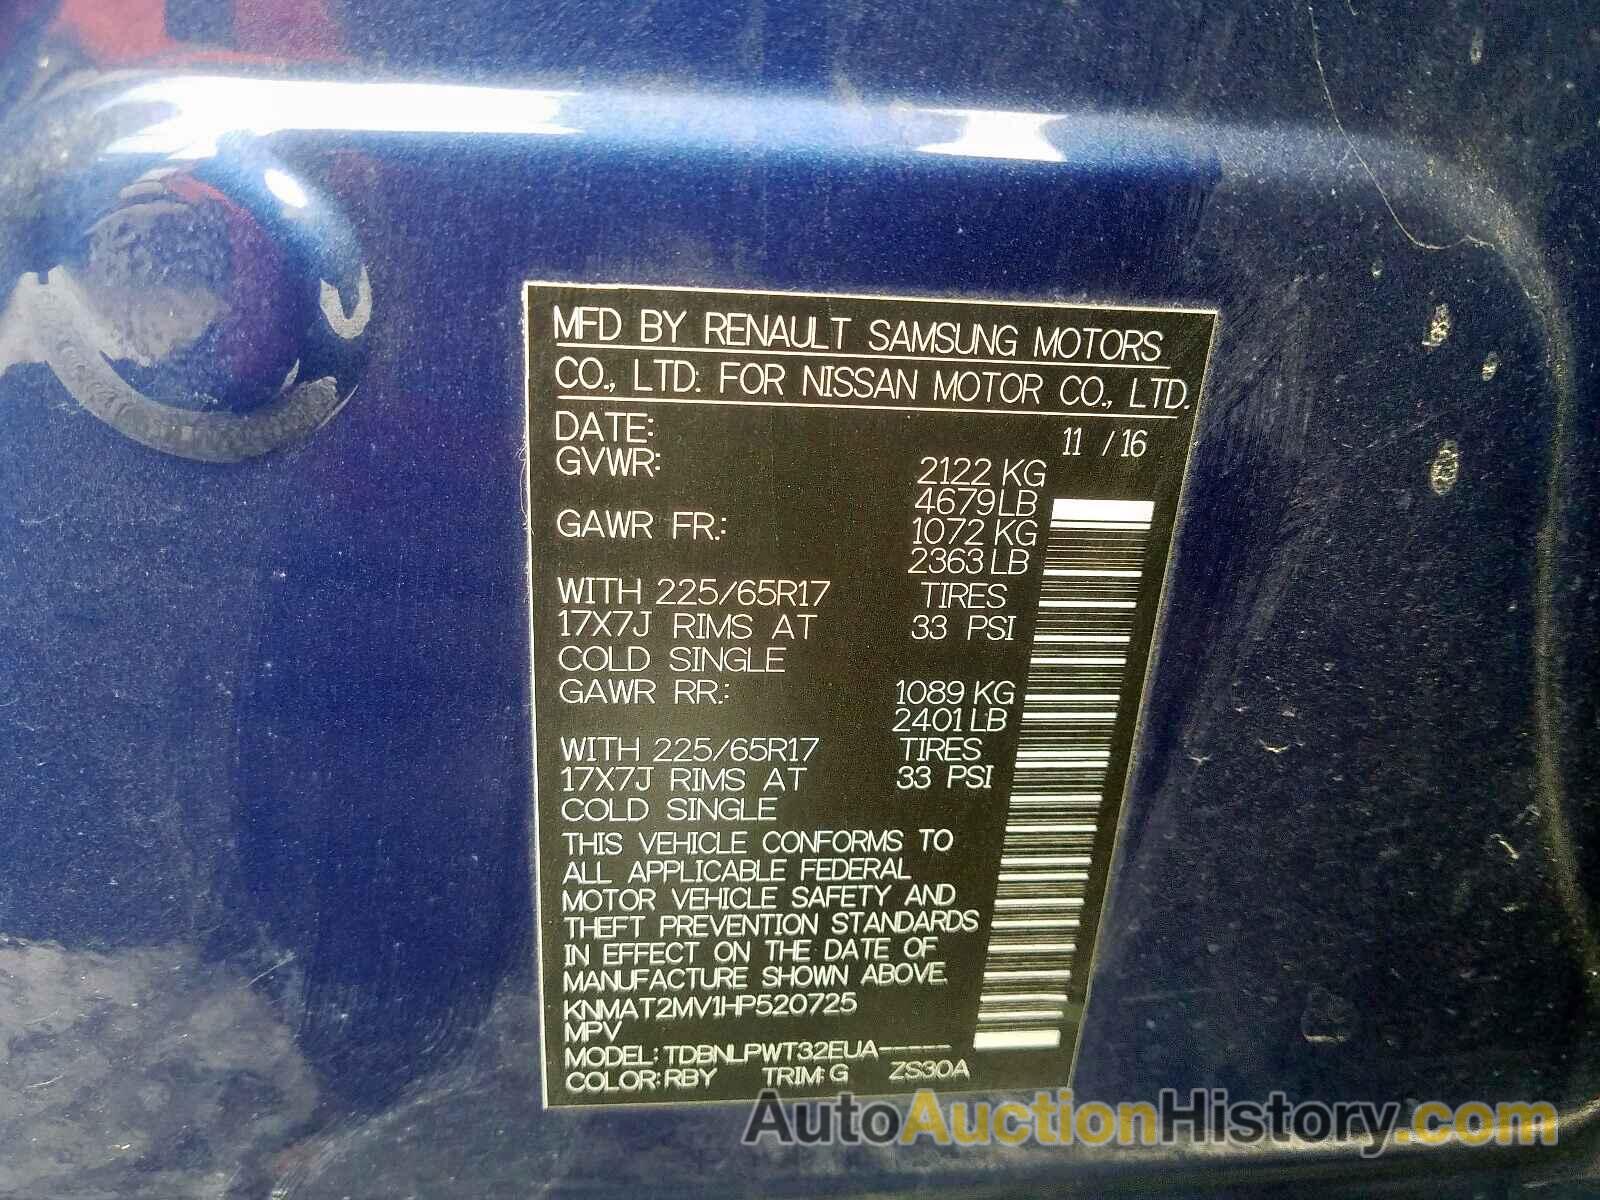 MFD BY RENAULT SAMSUNG MOTORS
CO., LTD. FOR NISSAN MOTOR CO., LTD.
DATE: 11 / 16
GVWR: 2122 KG
4679 LB
GAWR FR.: 1072 KG
2363 LB
WITH 225/65R17 TIRES
17X7J RIMS AT 33 PSI
COLD SINGLE
GAWR RR.: 1089 KG
2401 LB
WITH 225/65R17 TIRES
17X7J RIMS AT 33 PSI
COLD SINGLE
THIS VEHICLE CONFORMS TO
ALL APPLICABLE FEDERAL
MOTOR VEHICLE SAFETY AND
THEFT PREVENTION STANDARDS
IN EFFECT ON THE DATE OF
MANUFACTURE SHOWN ABOVE.
KNMAT2MV1HP520725
MPV
MODEL: TDBNLPWT32EUA-----
COLOR: RBY TRIM: G ZS30A
AutoAuctionHistory.com